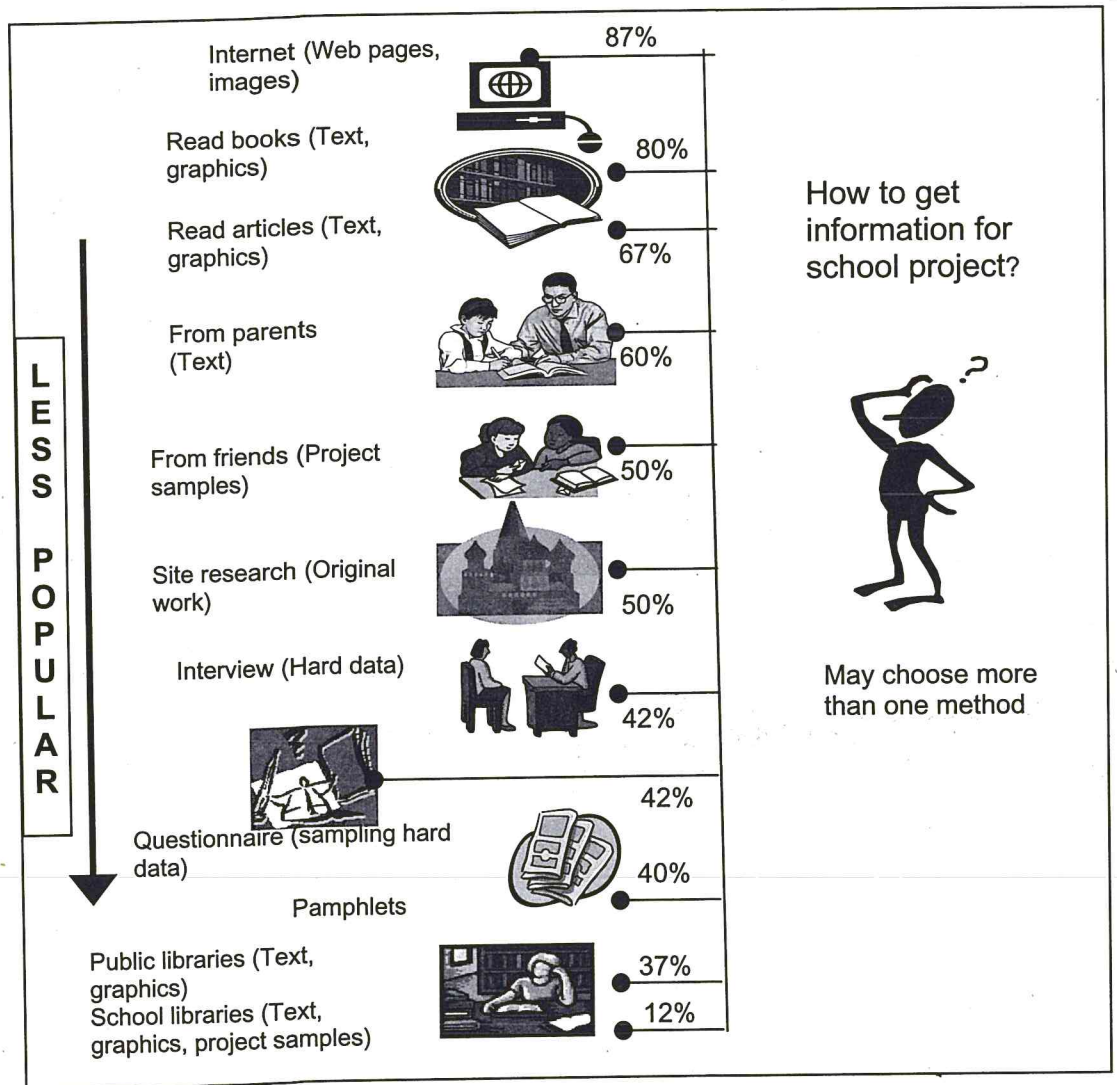 87%
Internet (Web pages,
images)
Read books (Text,
graphics)
80%
Read articles (Text,
graphics)
67%
How to get
information for
school project?
From parents
(Text)
60%
From friends (Project
samples)
50%
Site research (Original
work)
50%
Interview (Hard data)
42%
May choose more
than one method
42%
Questionnaire (sampling hard
data)
40%
Pamphlets
Public libraries (Text,
graphics)
37%
School libraries (Text,
graphics, project samples)
12%
LESS POPULAR
?